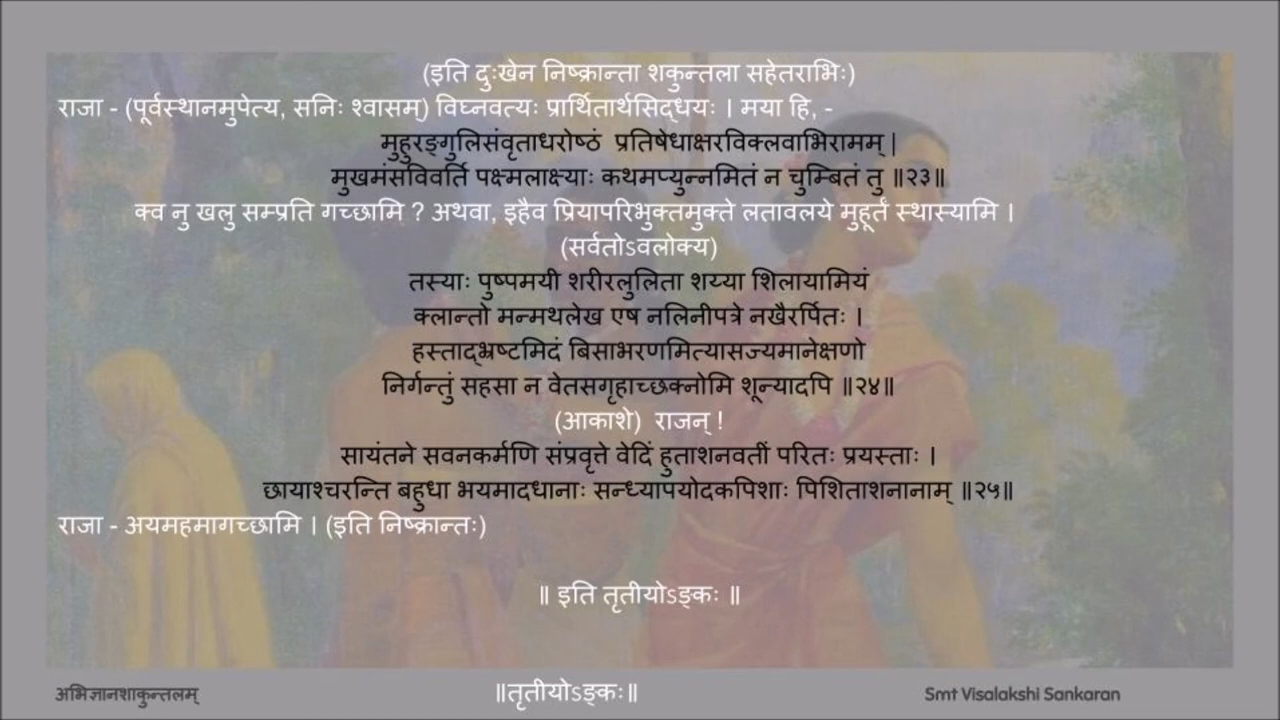 (इति दुःखेन निष्क्रान्ता शकुन्तला सहेतराभिः)
राजा - (पूर्वस्थानमुपेत्य, सनिः श्वासम्) विघ्नवत्यः प्रार्थितार्थसिद्धयः । मया हि, -
मुहुरङ्गुलिसंवृताधरोष्ठं प्रतिषेधाक्षरविक्लवाभिरामम् |
मुखमंसविवर्ति पक्ष्मलाक्ष्याः कथमप्युन्नमितं न चुम्बितं तु ॥२३॥
क्व नु खलु सम्प्रति गच्छामि ? अथवा, इहैव प्रियापरिभुक्तमुक्ते लतावलये मुहूर्तं स्थास्यामि ।
(सर्वतोऽवलोक्य)
तस्याः पुष्पमयी शरीरलुलिता शय्या शिलायामियं
क्लान्तो मन्मथलेख एष नलिनीपत्रे नखैरर्पितः ।
हस्ताद्भ्रष्टमिदं बिसाभरणमित्यासज्यमानेक्षणो
निर्गन्तुं सहसा न वेतसगृहाच्छक्नोमि शून्यादपि ॥२४॥
(आकाशे) राजन् !
सायंतने सवनकर्मणि संप्रवृत्ते वेदिं हुताशनवतीं परितः प्रयस्ताः ।
छायाश्चरन्ति बहुधा भयमादधानाः सन्ध्यापयोदकपिशाः पिशिताशनानाम् ॥२५॥
राजा - अयमहमागच्छामि । (इति निष्क्रान्तः)
॥ इति तृतीयोऽङ्कः ॥
अभिज्ञानशाकुन्तलम्
॥तृतीयोऽङ्कः॥
Smt Visalakshi Sankaran